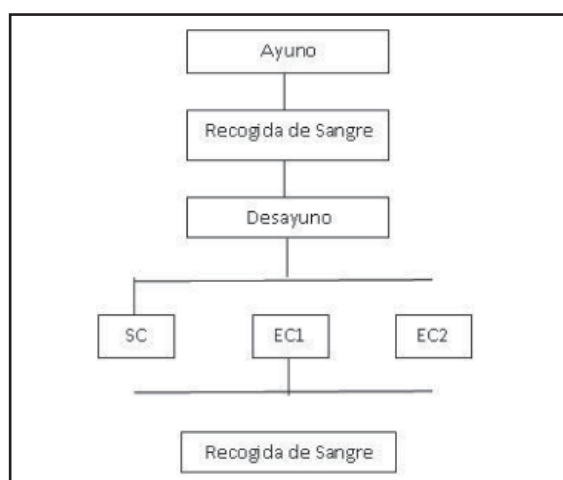 Ayuno
Recogida de Sangre
Desayuno
SC EC1 EC2
Recogida de Sangre